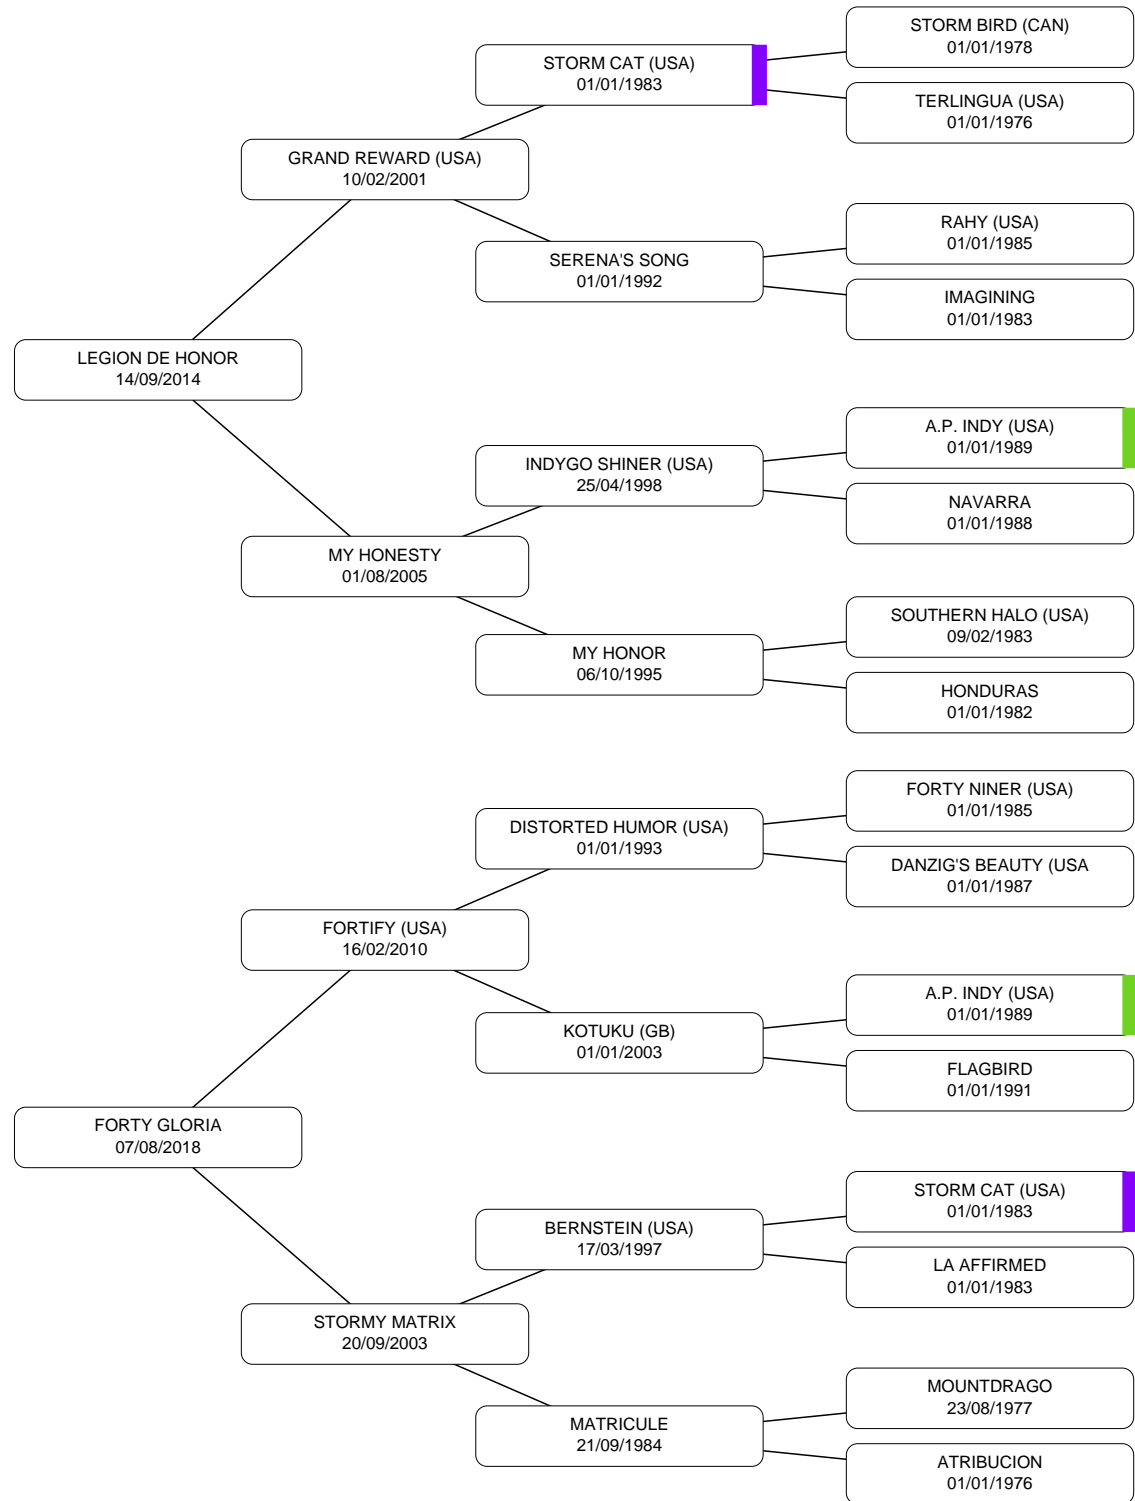 STORM BIRD (CAN)
01/01/1978
STORM CAT (USA)
01/01/1983
TERLINGUA (USA)
01/01/1976
GRAND REWARD (USA)
10/02/2001
RAHY (USA)
01/01/1985
SERENA'S SONG
01/01/1992
IMAGINING
01/01/1983
LEGION DE HONOR
14/09/2014
A.P. INDY (USA)
01/01/1989
INDYGO SHINER (USA)
25/04/1998
NAVARRA
01/01/1988
MY HONESTY
01/08/2005
SOUTHERN HALO (USA)
09/02/1983
MY HONOR
06/10/1995
HONDURAS
01/01/1982
FORTY NINER (USA)
01/01/1985
DISTORTED HUMOR (USA)
01/01/1993
DANZIG'S BEAUTY (USA
01/01/1987
FORTIFY (USA)
16/02/2010
A.P. INDY (USA)
01/01/1989
KOTUKU (GB)
01/01/2003
FLAGBIRD
01/01/1991
FORTY GLORIA
07/08/2018
STORM CAT (USA)
01/01/1983
BERNSTEIN (USA)
17/03/1997
LA AFFIRMED
01/01/1983
STORMY MATRIX
20/09/2003
MOUNTDRAGO
23/08/1977
MATRICULE
21/09/1984
ATRIBUCION
01/01/1976